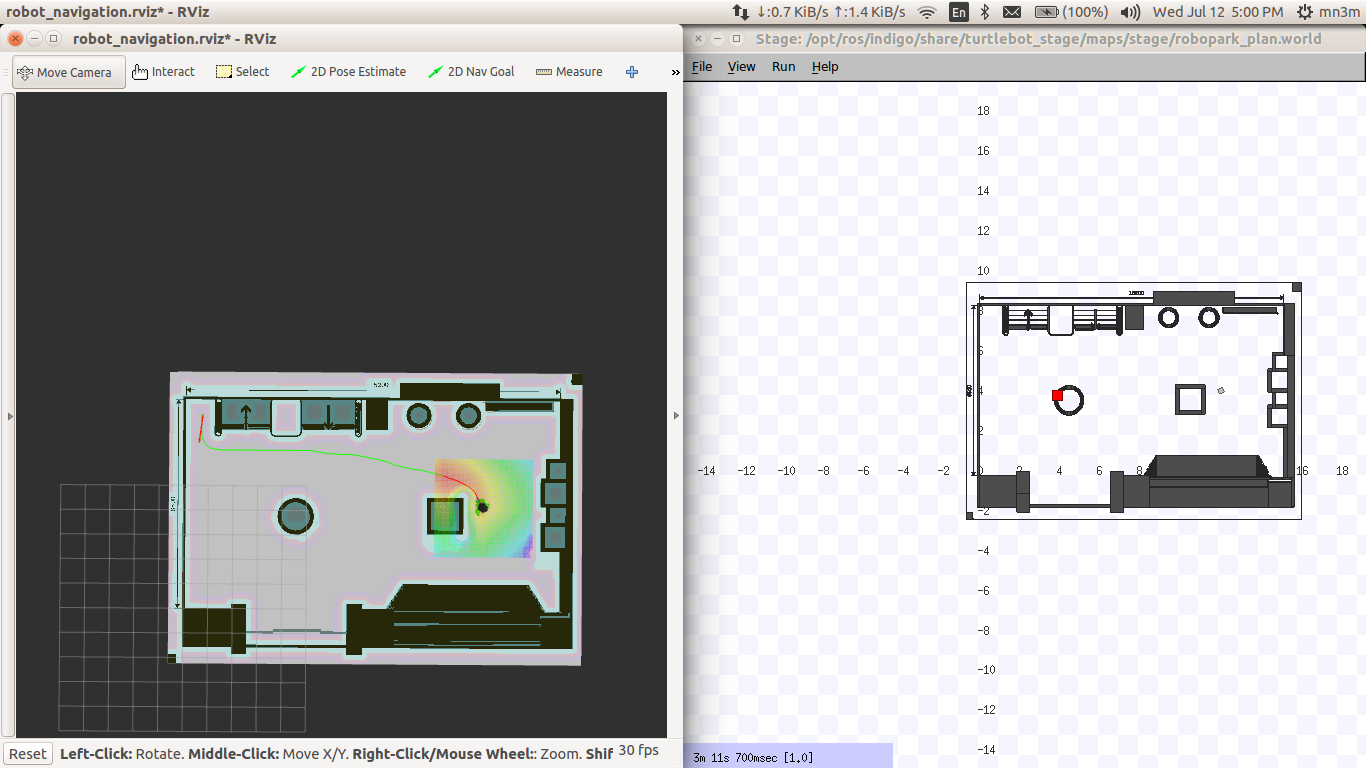 robot_navigation.rviz* - RViz
↓:0.7 KiB/s ↑:1.4 KiB/s En (100%) Wed Jul 12 5:00 PM mn3m
robot_navigation.rviz* - RViz
Stage: /opt/ros/indigo/share/turtlebot_stage/maps/stage/robopark_plan.world
Move Camera Interact Select 2D Pose Estimate 2D Nav Goal Measure »
File View Run Help
18
16
14
12
10
8
6
4
2
-14 -12 -10 -8 -6 -4 -2 0 2 4 6 8 14 16 18
-2
-4
-6
-8
-10
-12
-14
Reset Left-Click: Rotate. Middle-Click: Move X/Y. Right-Click/Mouse Wheel:: Zoom. Shif 30 fps
3m 11s 700msec [1.0]